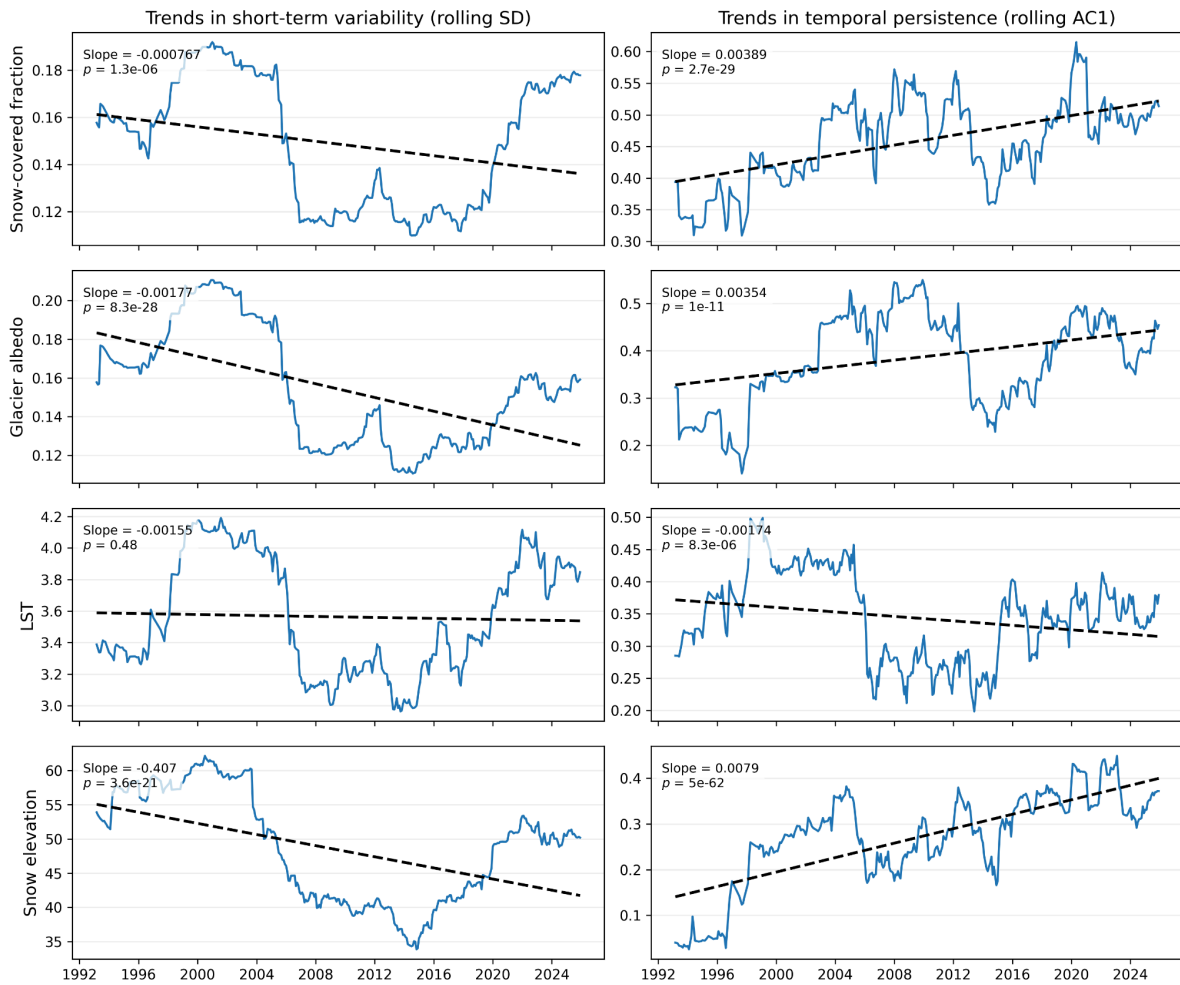 Trends in short-term variability (rolling SD)
Trends in temporal persistence (rolling AC1)
Snow-covered fraction
0.18
0.16
0.14
0.12
Slope = -0.000767
p = 1.3e-06
0.60
0.55
0.50
0.45
0.40
0.35
0.30
Slope = 0.00389
p = 2.7e-29
Glacier albedo
0.20
0.18
0.16
0.14
0.12
Slope = -0.00177
p = 8.3e-28
0.5
0.4
0.3
0.2
Slope = 0.00354
p = 1e-11
LST
4.2
4.0
3.8
3.6
3.4
3.2
3.0
Slope = -0.00155
p = 0.48
0.50
0.45
0.40
0.35
0.30
0.25
0.20
Slope = -0.00174
p = 8.3e-06
Snow elevation
60
55
50
45
40
35
Slope = -0.407
p = 3.6e-21
0.4
0.3
0.2
0.1
Slope = 0.0079
p = 5e-62
1992 1996 2000 2004 2008 2012 2016 2020 2024
1992 1996 2000 2004 2008 2012 2016 2020 2024